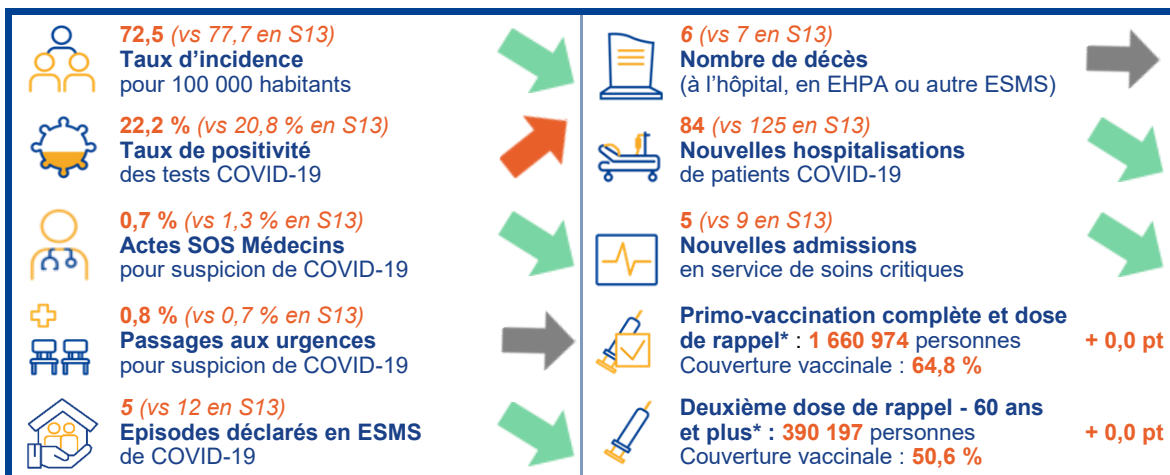 72,5 (vs 77,7 en S13)
Taux d'incidence
pour 100 000 habitants
22,2 % (vs 20,8 % en S13)
Taux de positivité
des tests COVID-19
0,7 % (vs 1,3 % en S13)
Actes SOS Médecins
pour suspicion de COVID-19
0,8 % (vs 0,7 % en S13)
Passages aux urgences
pour suspicion de COVID-19
5 (vs 12 en S13)
Episodes déclarés en ESMS
de COVID-19
6 (vs 7 en S13)
Nombre de décès
(à l'hôpital, en EHPA ou autre ESMS)
84 (vs 125 en S13)
Nouvelles hospitalisations
de patients COVID-19
5 (vs 9 en S13)
Nouvelles admissions
en service de soins critiques
Primo-vaccination complète et dose
de rappel* : 1 660 974 personnes + 0,0 pt
Couverture vaccinale : 64,8 %
Deuxième dose de rappel - 60 ans
et plus* : 390 197 personnes + 0,0 pt
Couverture vaccinale : 50,6 %